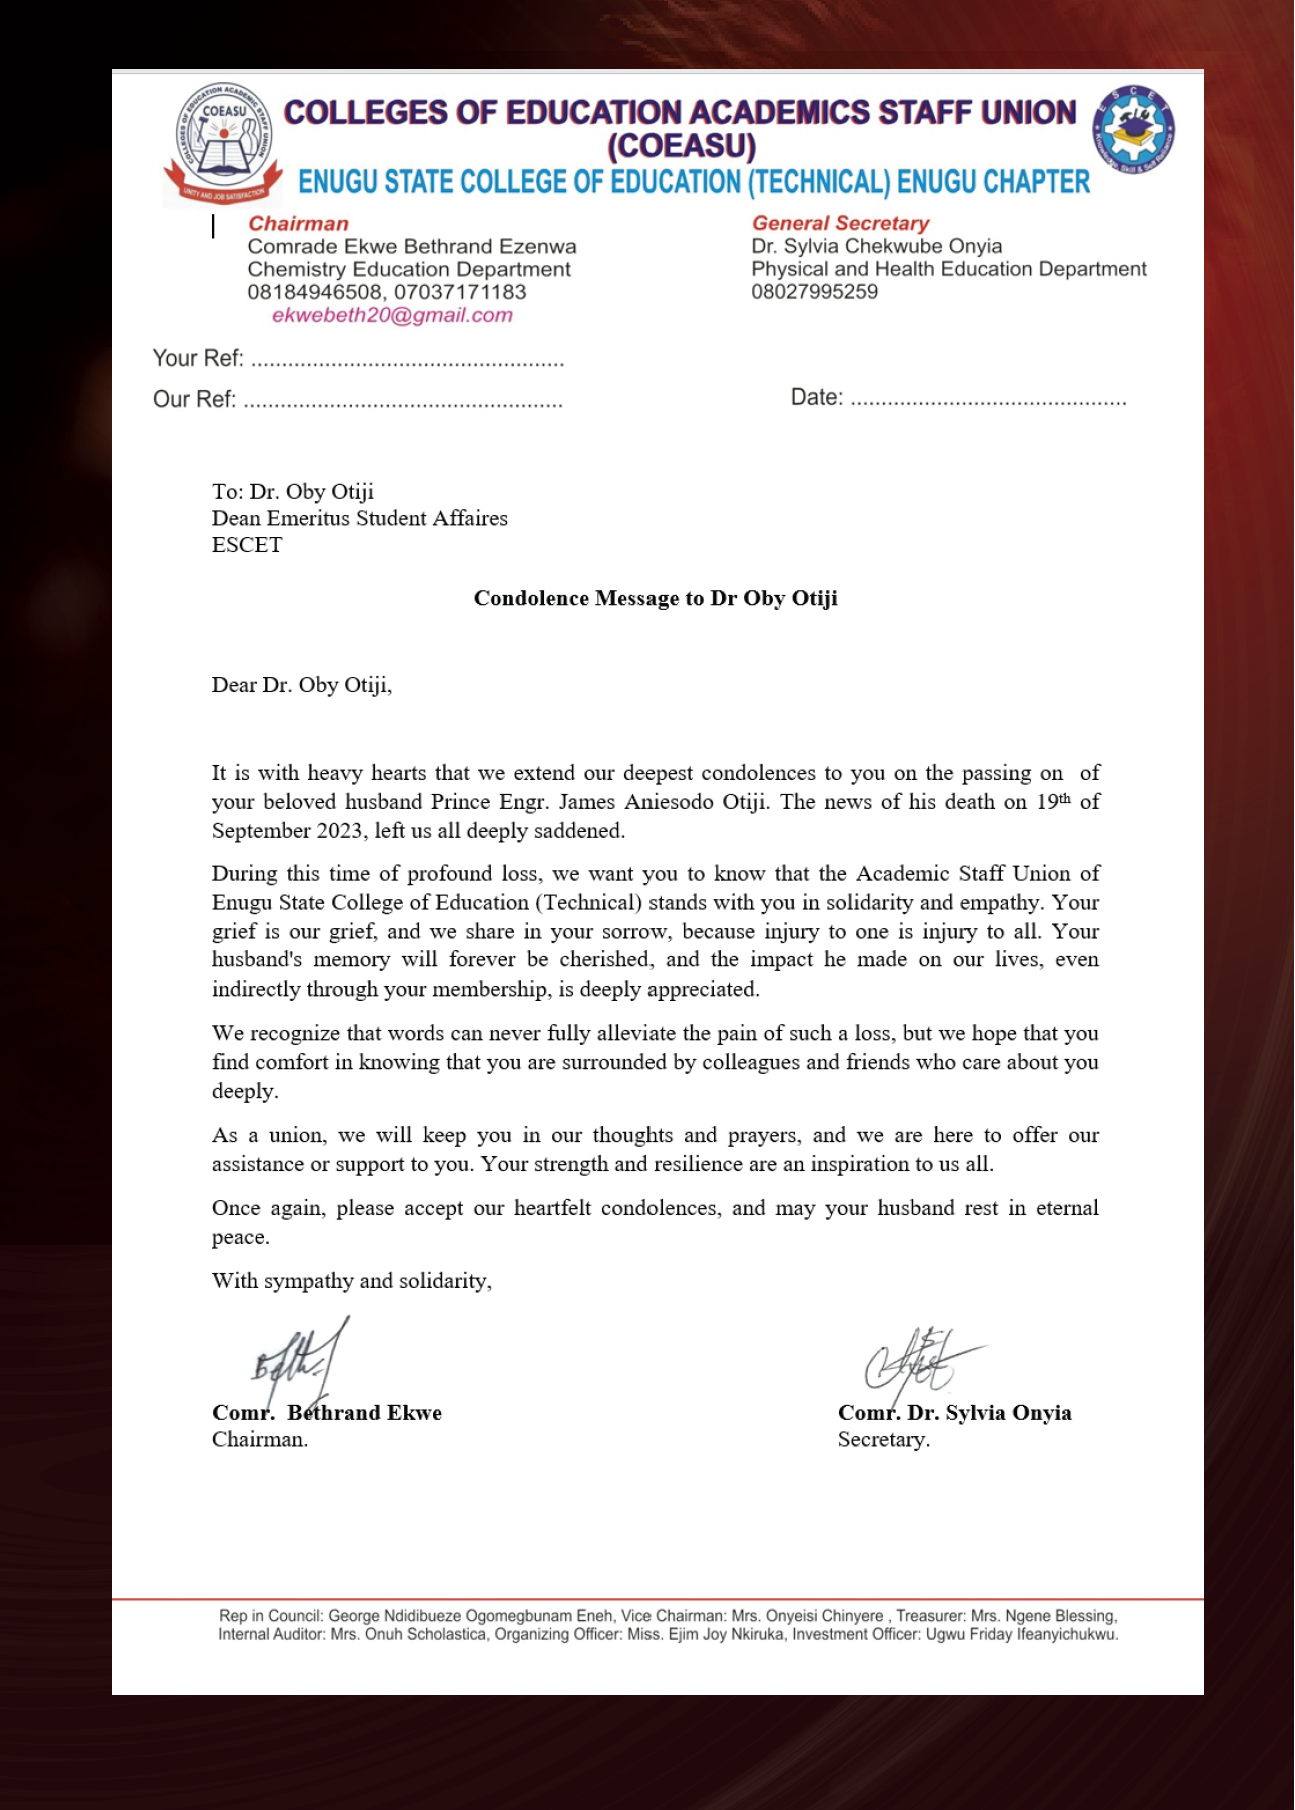 COLLEGES OF EDUCATION ACADEMIC STAFF UNION
COEASU
UNITY AND JOB SATISFACTION
COLLEGES OF EDUCATION ACADEMICS STAFF UNION
(COEASU)
ENUGU STATE COLLEGE OF EDUCATION (TECHNICAL) ENUGU CHAPTER
ESCET
Knowledge, Skill & Self Reliance
Chairman
Comrade Ekwe Bethrand Ezenwa
Chemistry Education Department
08184946508, 07037171183
ekwebeth20@gmail.com
General Secretary
Dr. Sylvia Chekwube Onyia
Physical and Health Education Department
08027995259
Your Ref: ...................................................
Our Ref: ....................................................
Date: .............................................
To: Dr. Oby Otiji
Dean Emeritus Student Affaires
ESCET
Condolence Message to Dr Oby Otiji
Dear Dr. Oby Otiji,
It is with heavy hearts that we extend our deepest condolences to you on the passing on of
your beloved husband Prince Engr. James Aniesodo Otiji. The news of his death on 19th of
September 2023, left us all deeply saddened.
During this time of profound loss, we want you to know that the Academic Staff Union of
Enugu State College of Education (Technical) stands with you in solidarity and empathy. Your
grief is our grief, and we share in your sorrow, because injury to one is injury to all. Your
husband's memory will forever be cherished, and the impact he made on our lives, even
indirectly through your membership, is deeply appreciated.
We recognize that words can never fully alleviate the pain of such a loss, but we hope that you
find comfort in knowing that you are surrounded by colleagues and friends who care about you
deeply.
As a union, we will keep you in our thoughts and prayers, and we are here to offer our
assistance or support to you. Your strength and resilience are an inspiration to us all.
Once again, please accept our heartfelt condolences, and may your husband rest in eternal
peace.
With sympathy and solidarity,
Comr. Bethrand Ekwe
Chairman.
Comr. Dr. Sylvia Onyia
Secretary.
Rep in Council: George Ndidibueze Ogomegbunam Eneh, Vice Chairman: Mrs. Onyeisi Chinyere , Treasurer: Mrs. Ngene Blessing,
Internal Auditor: Mrs. Onuh Scholastica, Organizing Officer: Miss. Ejim Joy Nkiruka, Investment Officer: Ugwu Friday Ifeanyichukwu.